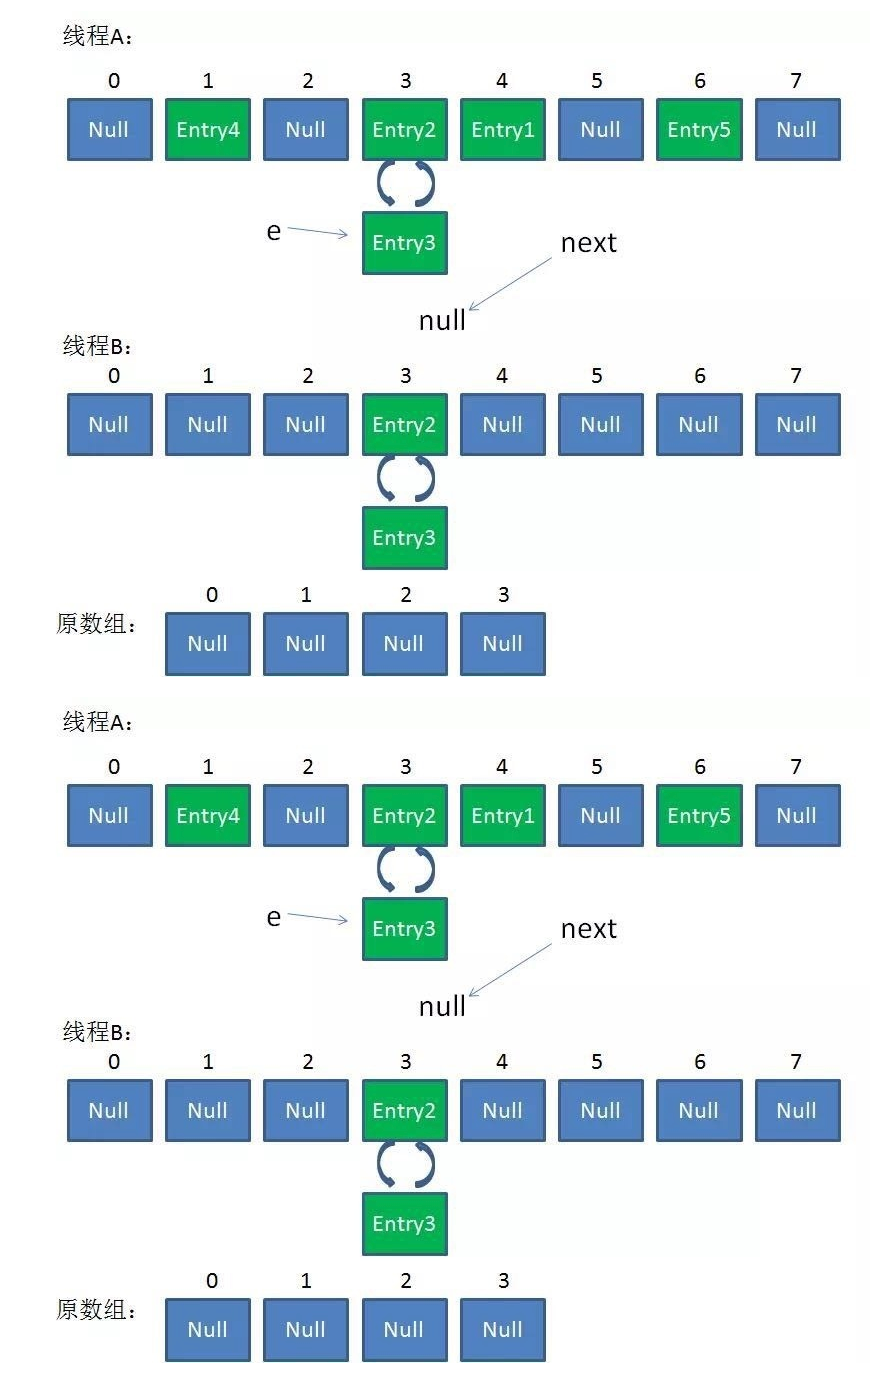 线程A：
0 1 2 3 4 5 6 7
Null Entry4 Null Entry2 Entry1 Null Entry5 Null
e
Entry3
next
null
线程B：
0 1 2 3 4 5 6 7
Null Null Null Entry2 Null Null Null Null
Entry3
0 1 2 3
原数组：
Null Null Null Null
线程A：
0 1 2 3 4 5 6 7
Null Entry4 Null Entry2 Entry1 Null Entry5 Null
e
Entry3
next
null
线程B：
0 1 2 3 4 5 6 7
Null Null Null Entry2 Null Null Null Null
Entry3
0 1 2 3
原数组：
Null Null Null Null